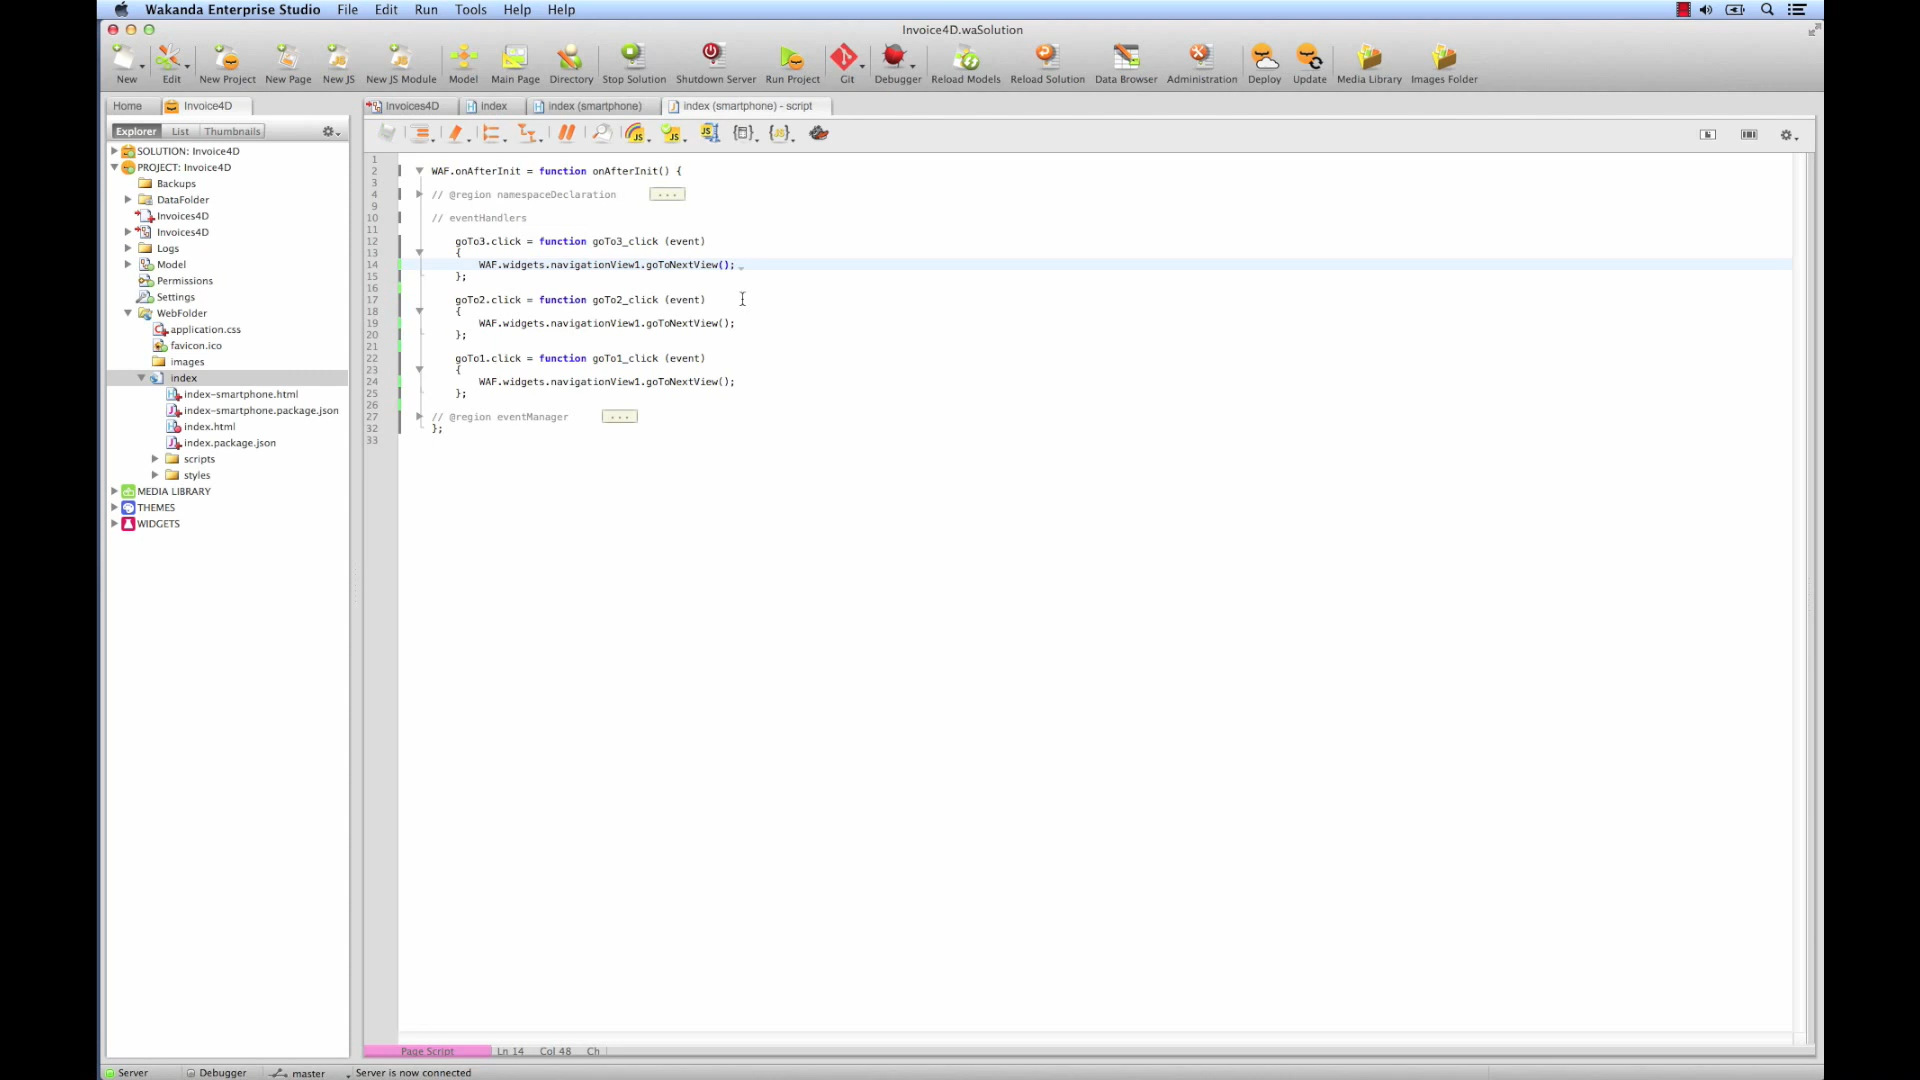 Wakanda Enterprise Studio File Edit Run Tools Help Help
Invoice4D.waSolution
New Edit New Project New Page New JS New JS Module Model Main Page Directory Stop Solution Shutdown Server Run Project Git Debugger Reload Models Reload Solution Data Browser Administration Deploy Update Media Library Images Folder
Home Invoice4D
Invoices4D index index (smartphone) index (smartphone) - script
Explorer List Thumbnails
SOLUTION: Invoice4D
PROJECT: Invoice4D
Backups
DataFolder
Invoices4D
Invoices4D
Logs
Model
Permissions
Settings
WebFolder
application.css
favicon.ico
images
index
index-smartphone.html
index-smartphone.package.json
index.html
index.package.json
scripts
styles
MEDIA LIBRARY
THEMES
WIDGETS
1
2 WAF.onAfterInit = function onAfterInit() {
3
4 // @region namespaceDeclaration ...
9
10 // eventHandlers
11
12 goTo3.click = function goTo3_click (event)
13 {
14 WAF.widgets.navigationView1.goToNextView();
15 };
16
17 goTo2.click = function goTo2_click (event)
18 {
19 WAF.widgets.navigationView1.goToNextView();
20 };
21
22 goTo1.click = function goTo1_click (event)
23 {
24 WAF.widgets.navigationView1.goToNextView();
25 };
26
27 // @region eventManager ...
32 };
33
Page Script Ln 14 Col 48 Ch
Server Debugger master Server is now connected